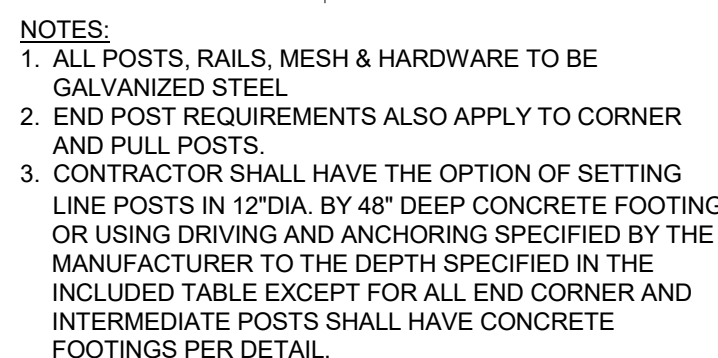 NOTES:
1. ALL POSTS, RAILS, MESH & HARDWARE TO BE
GALVANIZED STEEL
2. END POST REQUIREMENTS ALSO APPLY TO CORNER
AND PULL POSTS.
3. CONTRACTOR SHALL HAVE THE OPTION OF SETTING
LINE POSTS IN 12"DIA. BY 48" DEEP CONCRETE FOOTING
OR USING DRIVING AND ANCHORING SPECIFIED BY THE
MANUFACTURER TO THE DEPTH SPECIFIED IN THE
INCLUDED TABLE EXCEPT FOR ALL END CORNER AND
INTERMEDIATE POSTS SHALL HAVE CONCRETE
FOOTINGS PER DETAIL.